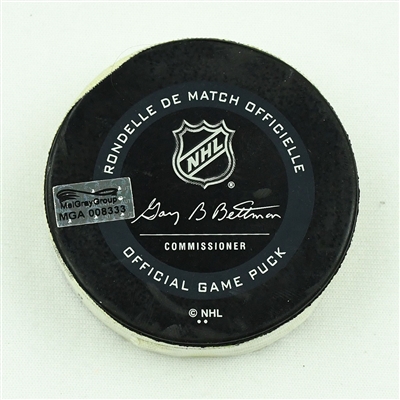 RONDELLE DE MATCH OFFICIELLE
NHL
®
MeiGrayGroup
MGA 008333
Gary B Bettman
COMMISSIONER
OFFICIAL GAME PUCK
© NHL